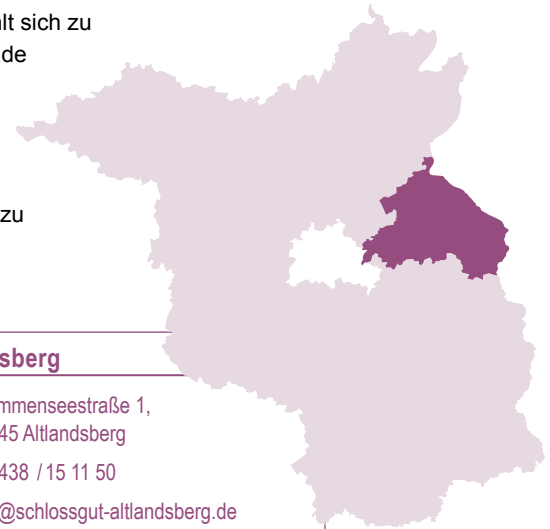 lt sich zu
de
zu
sberg
mmenseestraße 1,
45 Altlandsberg
438 / 15 11 50
@schlossgut-altlandsberg.de